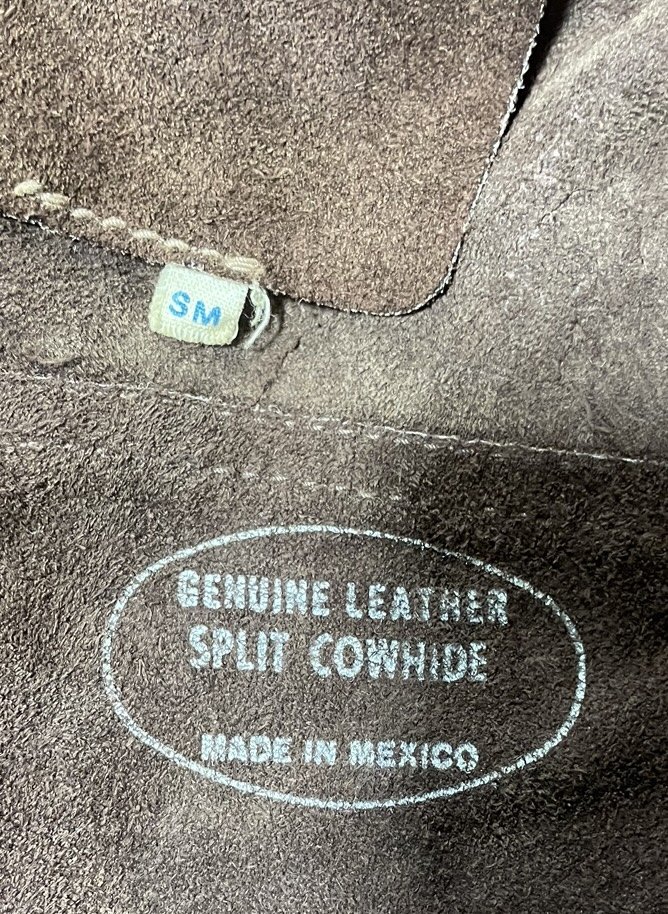 SM
GENUINE LEATHER
SPLIT COWHIDE
MADE IN MEXICO